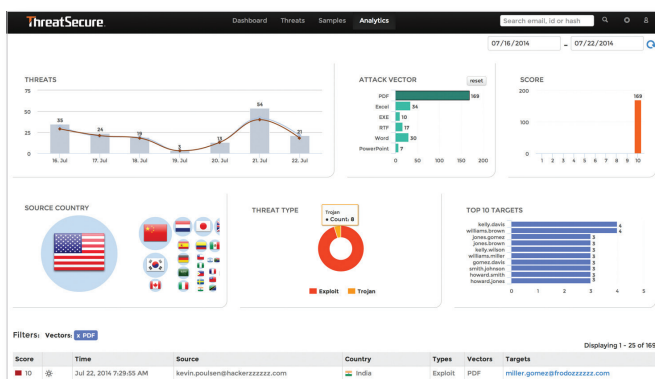 ThreatSecure
Dashboard Threats Samples Analytics
Search email, id or hash
07/16/2014 - 07/22/2014
THREATS
75
50
25
0
35 24 19 3 13 54 21
16. Jul 17. Jul 18. Jul 19. Jul 20. Jul 21. Jul 22. Jul
ATTACK VECTOR reset
PDF 169
Excel 34
EXE 10
RTF 17
Word 30
PowerPoint 7
0 50 100 150 200
SCORE
200
100
0
169
1 2 3 4 5 6 7 8 9 10
SOURCE COUNTRY
THREAT TYPE
Trojan
• Count: 8
Exploit Trojan
TOP 10 TARGETS
kelly.davis 4
williams.brown 4
jones.gomez 3
jones.brown 3
kelly.wilson 3
williams.miller 3
gomez.davis 3
smith.johnson 3
howard.smith 3
howard.jones 3
0 1 2 3 4 5
Filters: Vectors: x PDF
Displaying 1 - 25 of 169
Score Time Source Country Types Vectors Targets
10 Jul 22, 2014 7:29:55 AM kevin.poulsen@hackerzzzzzz.com India Exploit PDF miller.gomez@frodozzzzzz.com